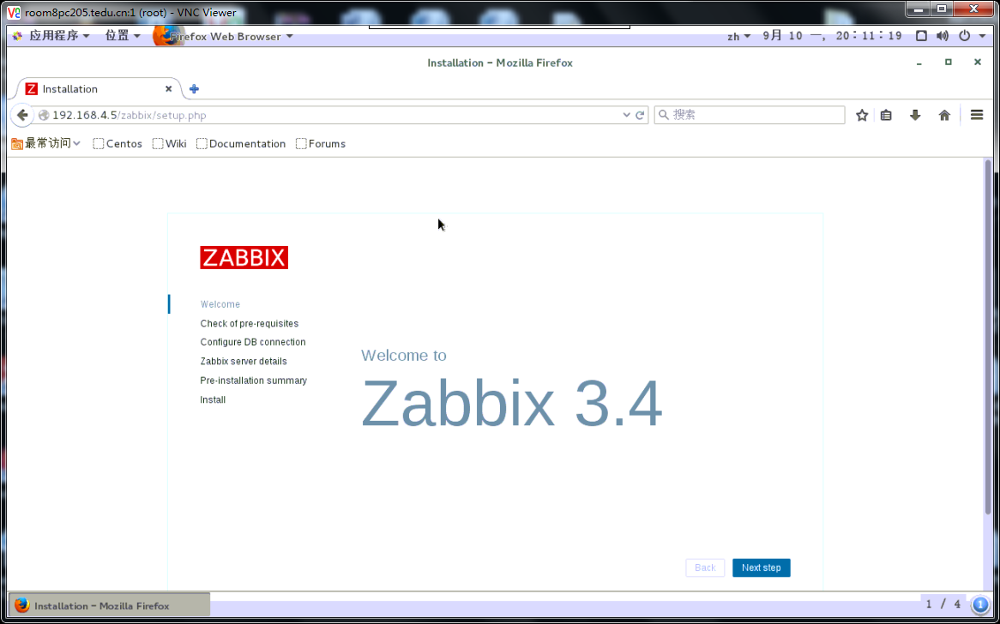 room8pc205.tedu.cn:1 (root) - VNC Viewer
应用程序 位置 Firefox Web Browser zh 9月 10 一, 20:11:19
Installation - Mozilla Firefox
Z Installation
192.168.4.5/zabbix/setup.php 搜索
最常访问 Centos Wiki Documentation Forums
ZABBIX
Welcome
Check of pre-requisites
Configure DB connection
Zabbix server details
Pre-installation summary
Install
Welcome to
Zabbix 3.4
Back Next step
Installation - Mozilla Firefox 1 / 4 1